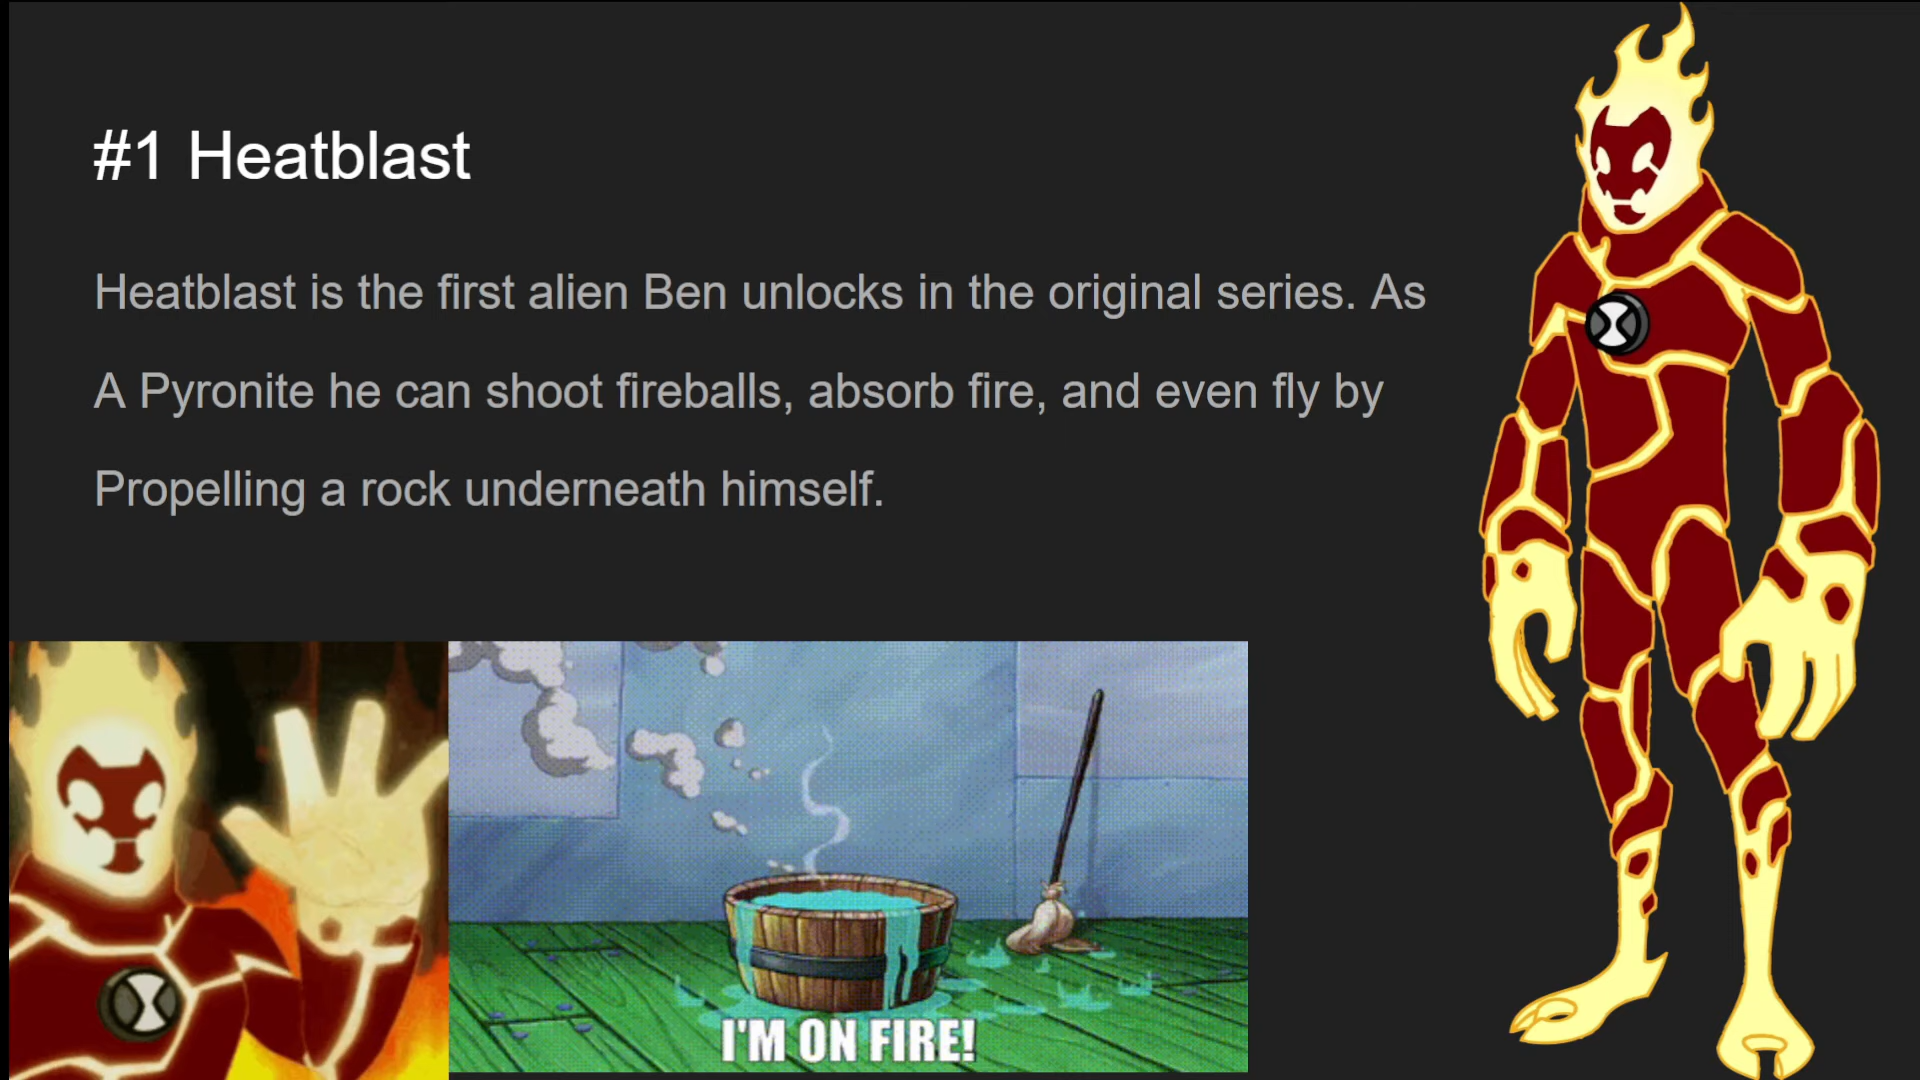 #1 Heatblast
Heatblast is the first alien Ben unlocks in the original series. As
A Pyronite he can shoot fireballs, absorb fire, and even fly by
Propelling a rock underneath himself.
I'M ON FIRE!